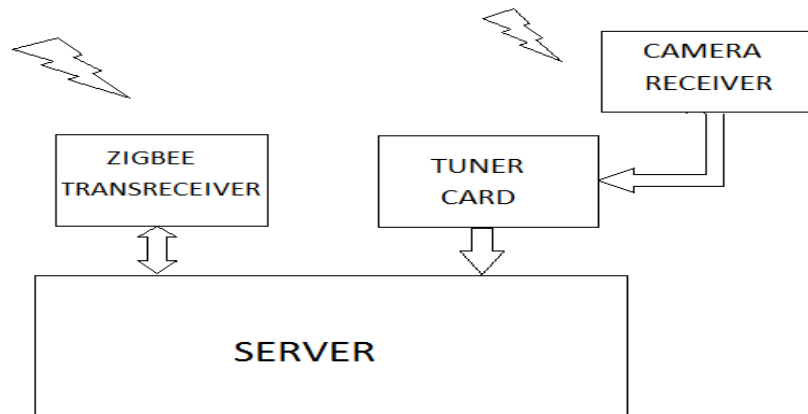 CAMERA
RECEIVER
ZIGBEE
TRANSRECEIVER
TUNER
CARD
SERVER